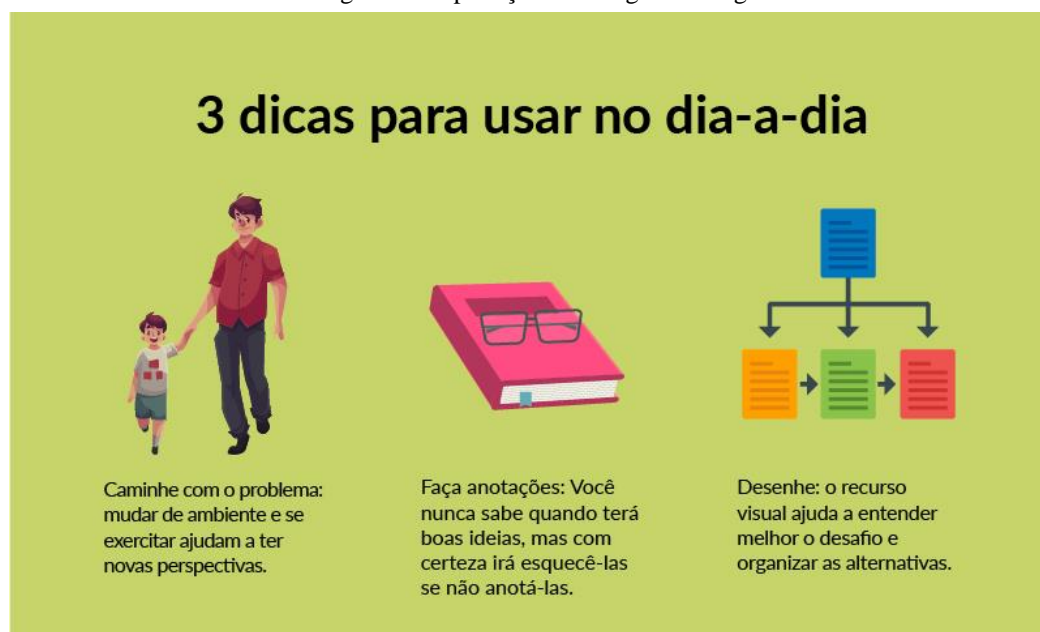 3 dicas para usar no dia-a-dia
Caminhe com o problema:
mudar de ambiente e se
exercitar ajudam a ter
novas perspectivas.
Faça anotações: Você
nunca sabe quando terá
boas ideias, mas com
certeza irá esquecê-las
se não anotá-las.
Desenhe: o recurso
visual ajuda a entender
melhor o desafio e
organizar as alternativas.